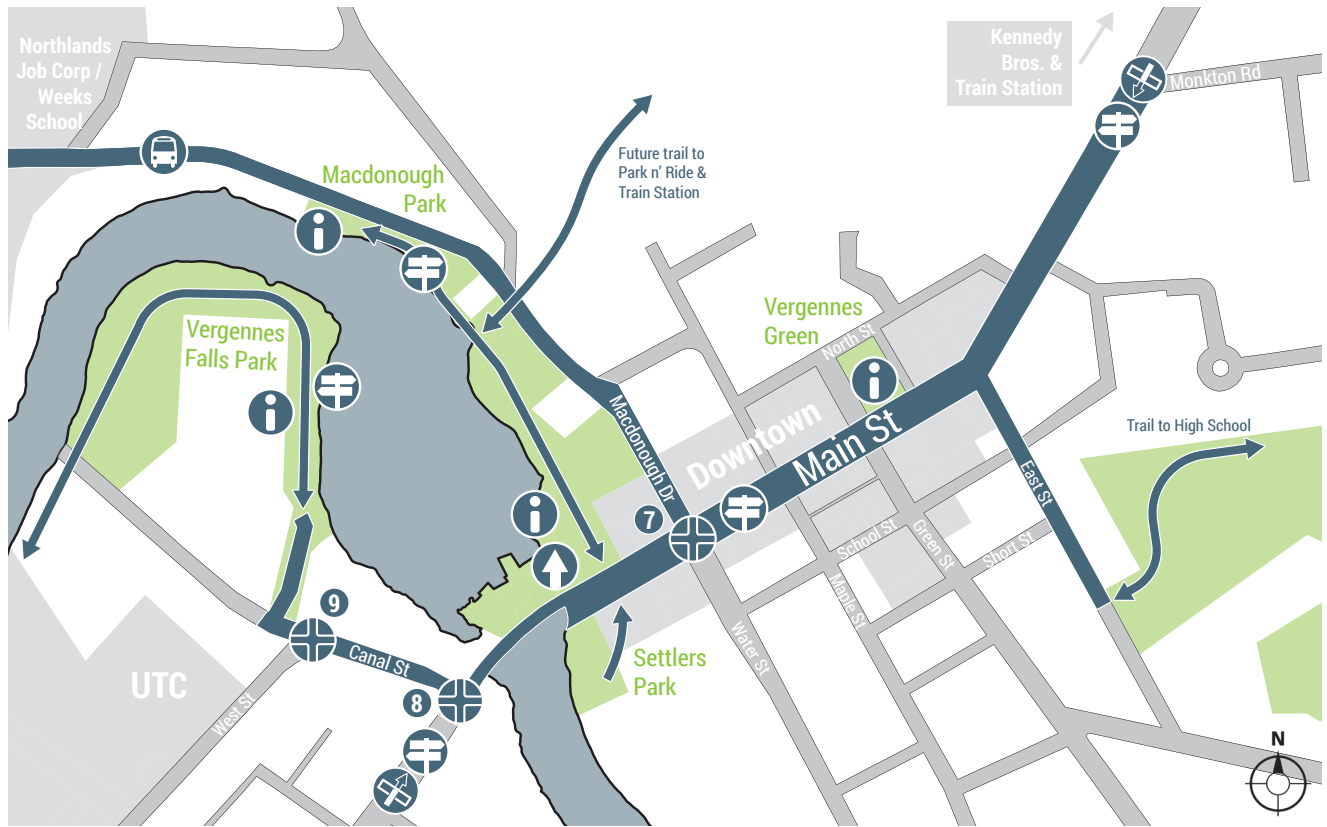 Northlands
Job Corp /
Weeks
School
Kennedy
Bros. &
Train Station
Monkton Rd
Future trail to
Park n' Ride &
Train Station
Macdonough
Park
Vergennes
Falls Park
Vergennes
Green
North St
Macdonough Dr
Downtown
Main St
Trail to High School
East St
7
School St
Green St
Short St
Maple St
Water St
9
Canal St
8
Settlers
Park
UTC
West St
N